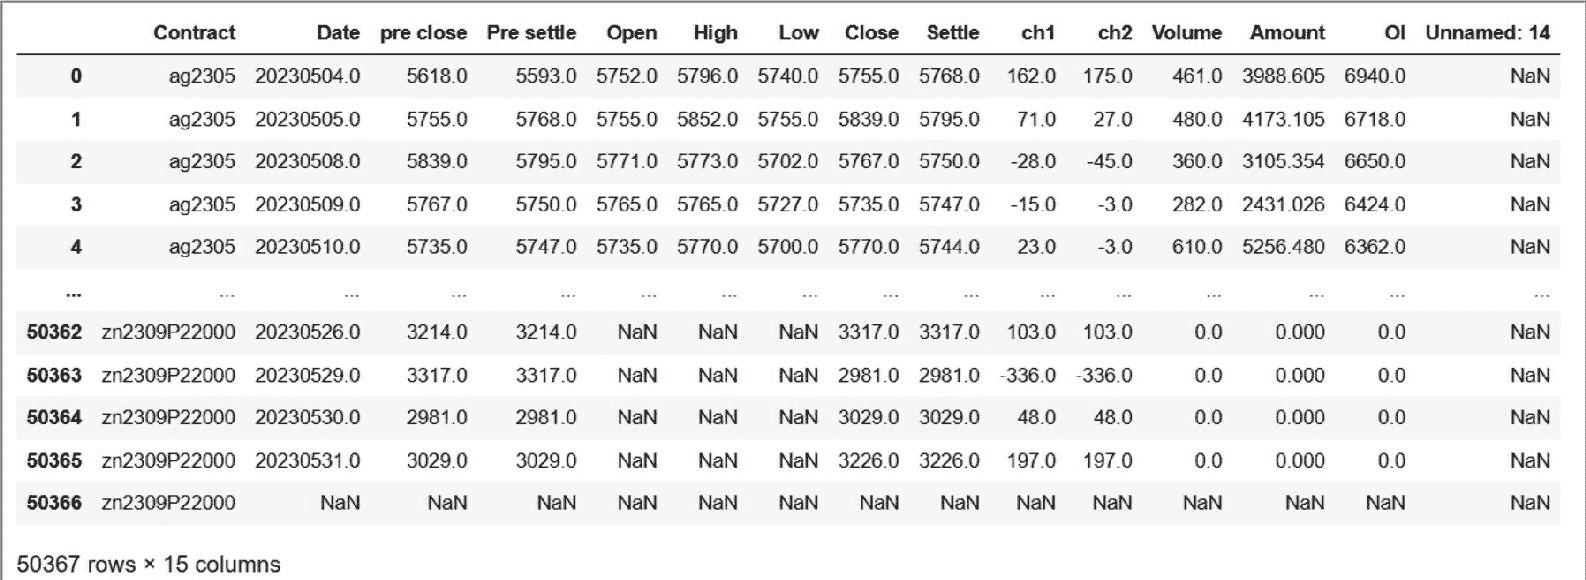 Contract Date pre close Pre settle Open High Low Close Settle ch1 ch2 Volume Amount OI Unnamed: 14
0 ag2305 20230504.0 5618.0 5593.0 5752.0 5796.0 5740.0 5755.0 5768.0 162.0 175.0 461.0 3988.605 6940.0 NaN
1 ag2305 20230505.0 5755.0 5768.0 5755.0 5852.0 5755.0 5839.0 5795.0 71.0 27.0 480.0 4173.105 6718.0 NaN
2 ag2305 20230508.0 5839.0 5795.0 5771.0 5773.0 5702.0 5767.0 5750.0 -28.0 -45.0 360.0 3105.354 6650.0 NaN
3 ag2305 20230509.0 5767.0 5750.0 5765.0 5765.0 5727.0 5735.0 5747.0 -15.0 -3.0 282.0 2431.026 6424.0 NaN
4 ag2305 20230510.0 5735.0 5747.0 5735.0 5770.0 5700.0 5770.0 5744.0 23.0 -3.0 610.0 5256.480 6362.0 NaN
... ... ... ... ... ... ... ... ... ... ... ... ... ... ... ...
50362 zn2309P22000 20230526.0 3214.0 3214.0 NaN NaN NaN 3317.0 3317.0 103.0 103.0 0.0 0.000 0.0 NaN
50363 zn2309P22000 20230529.0 3317.0 3317.0 NaN NaN NaN 2981.0 2981.0 -336.0 -336.0 0.0 0.000 0.0 NaN
50364 zn2309P22000 20230530.0 2981.0 2981.0 NaN NaN NaN 3029.0 3029.0 48.0 48.0 0.0 0.000 0.0 NaN
50365 zn2309P22000 20230531.0 3029.0 3029.0 NaN NaN NaN 3226.0 3226.0 197.0 197.0 0.0 0.000 0.0 NaN
50366 zn2309P22000 NaN NaN NaN NaN NaN NaN NaN NaN NaN NaN NaN NaN NaN NaN
50367 rows × 15 columns